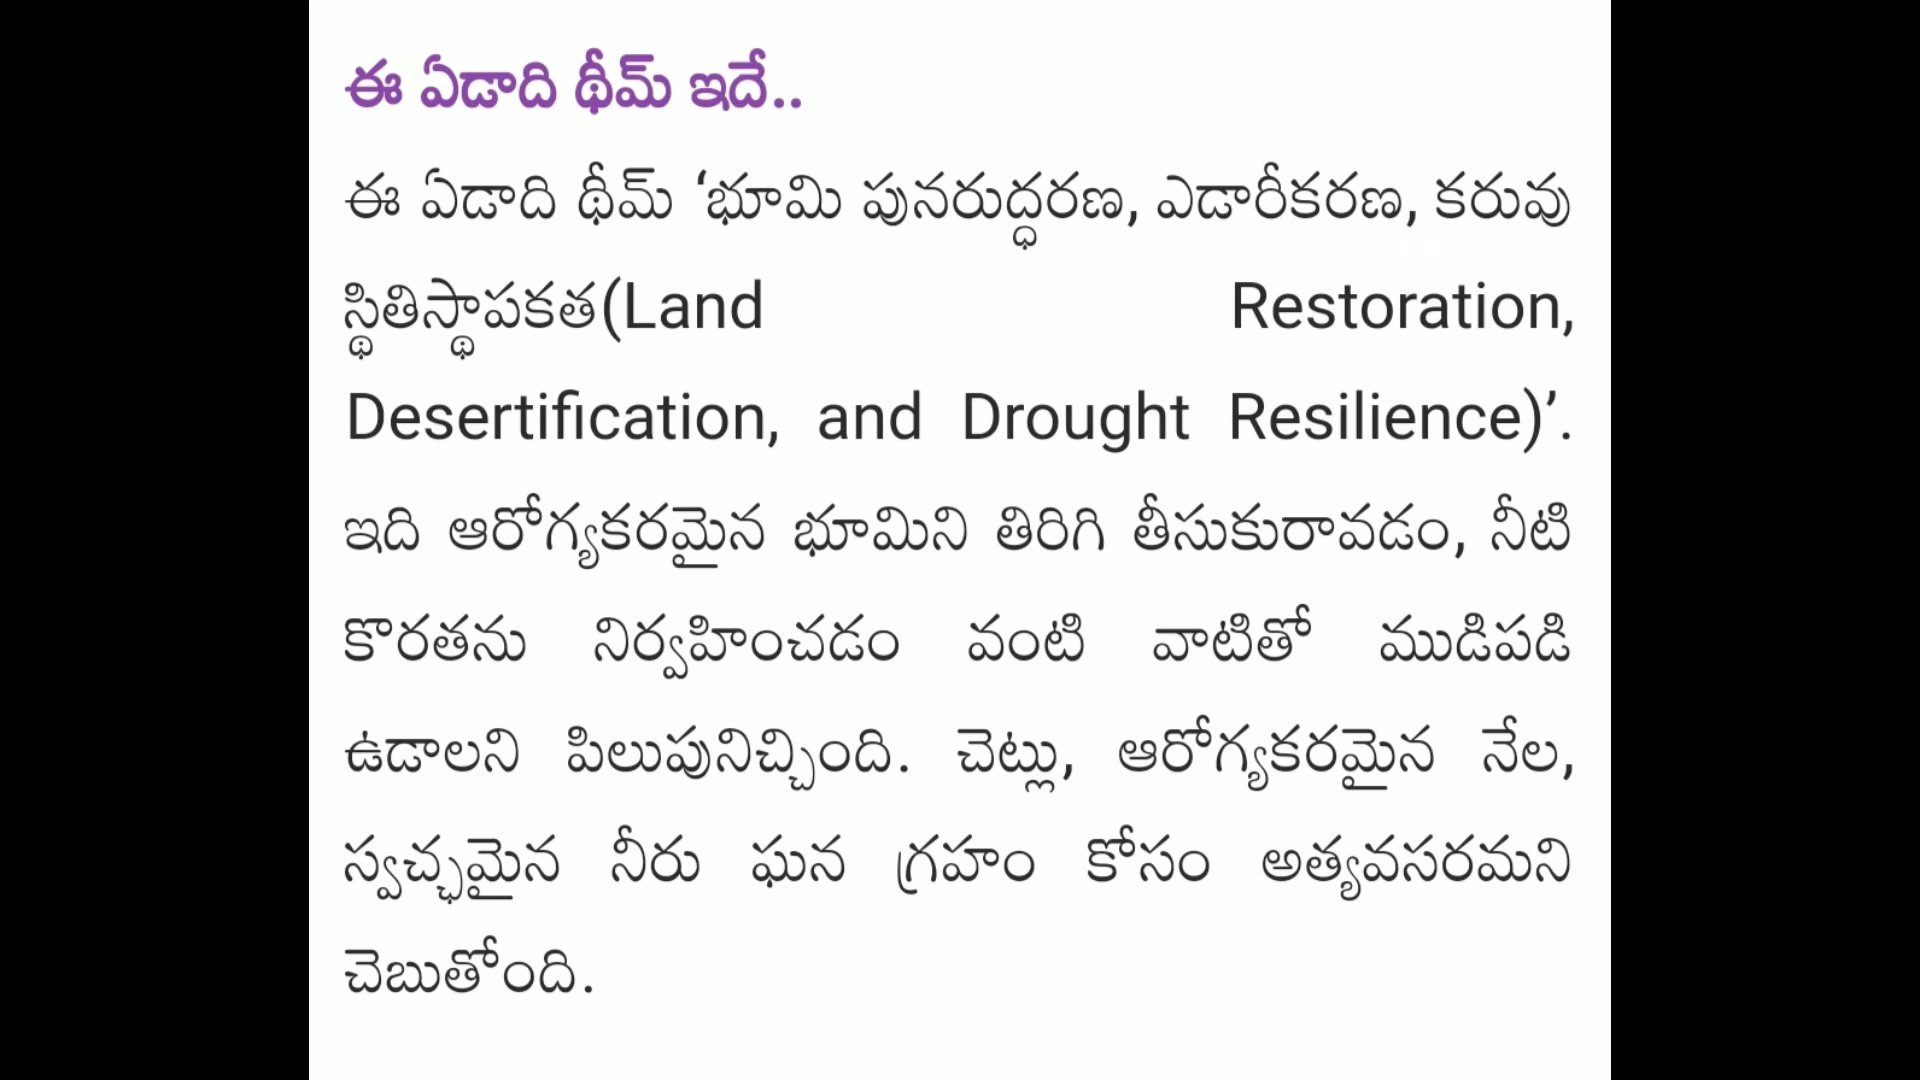 ఈ ఏడాది థీమ్ ఇదే..
ఈ ఏడాది థీమ్ ‘భూమి పునరుద్ధరణ, ఎడారీకరణ, కరువు
స్థితిస్థాపకత(Land Restoration,
Desertification, and Drought Resilience)’.
ఇది ఆరోగ్యకరమైన భూమిని తిరిగి తీసుకురావడం, నీటి
కొరతను నిర్వహించడం వంటి వాటితో ముడిపడి
ఉడాలని పిలుపునిచ్చింది. చెట్లు, ఆరోగ్యకరమైన నేల,
స్వచ్ఛమైన నీరు ఘన గ్రహం కోసం అత్యవసరమని
చెబుతోంది.